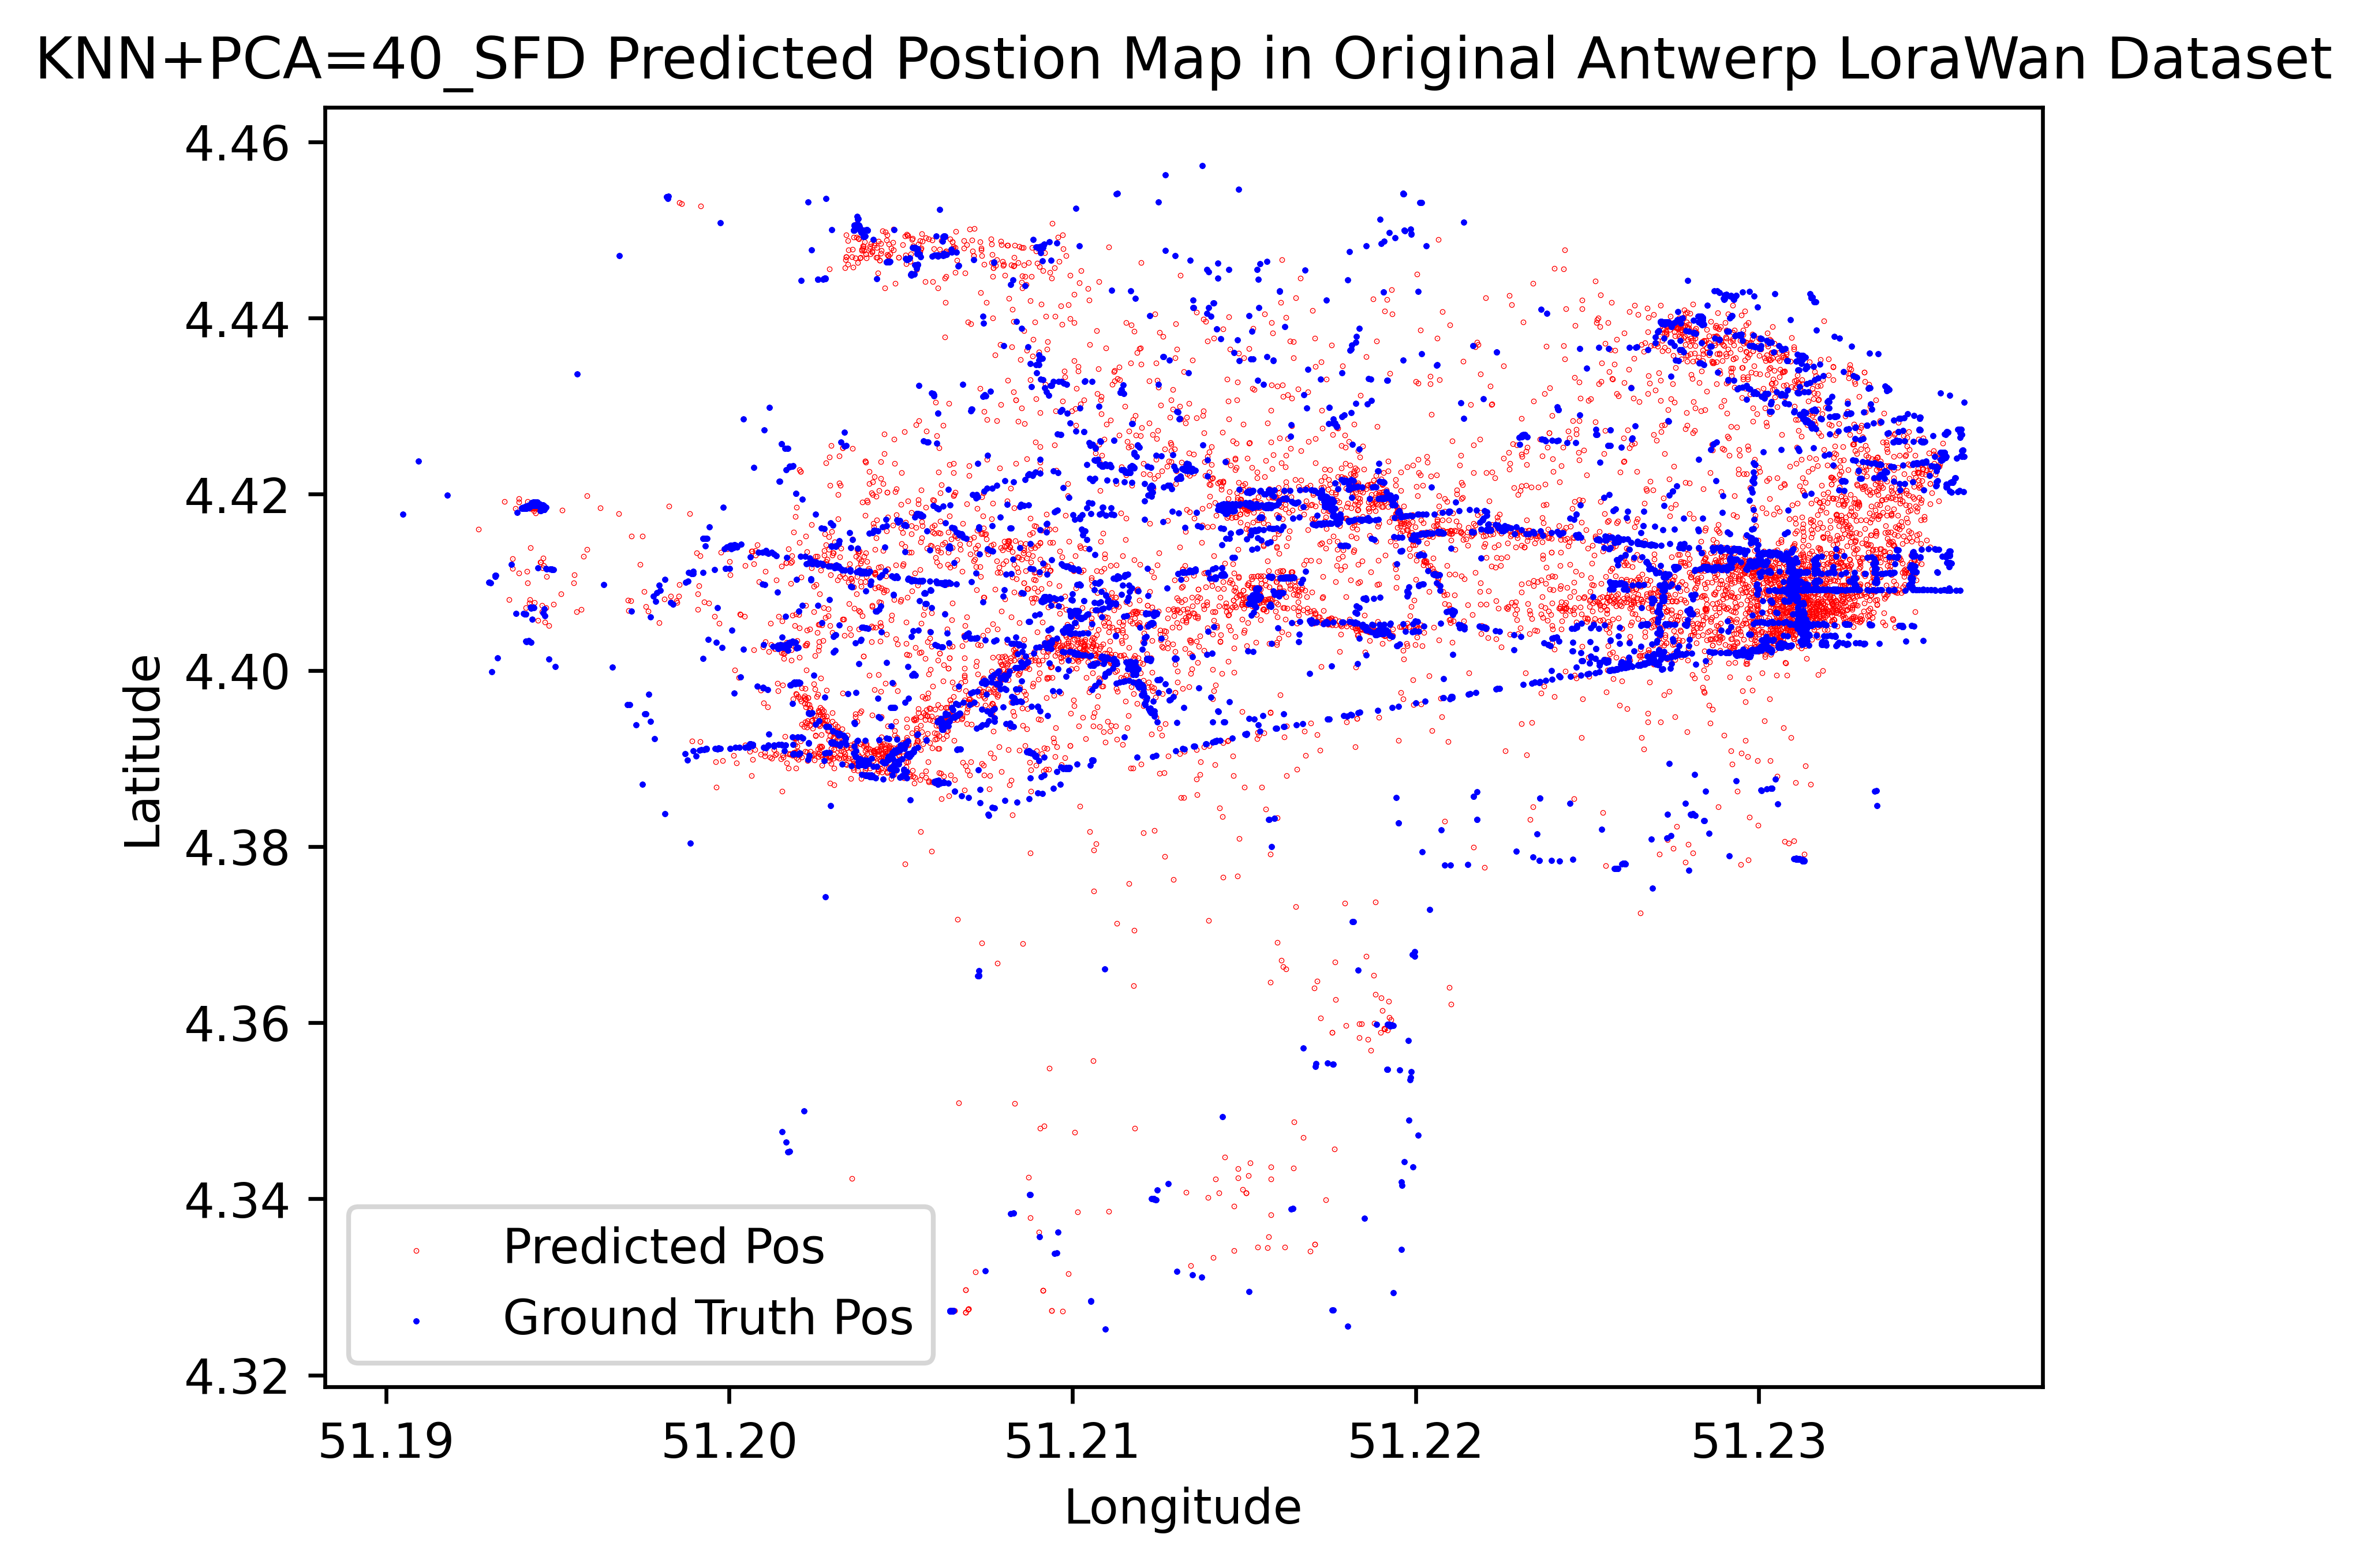 KNN+PCA=40_SFD Predicted Postion Map in Original Antwerp LoraWan Dataset
4.46
4.44
4.42
4.40
4.38
4.36
4.34
4.32
Latitude
Predicted Pos
Ground Truth Pos
51.19 51.20 51.21 51.22 51.23
Longitude